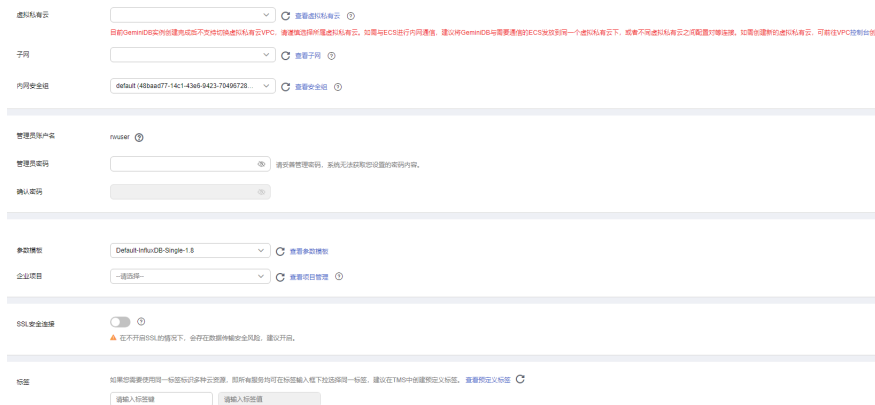 虚拟私有云 查看虚拟私有云
目前GeminiDB实例创建完成后不支持切换虚拟私有云VPC，请谨慎选择所属虚拟私有云。如需与ECS进行内网通信，建议将GeminiDB与需要通信的ECS发放到同一个虚拟私有云下，或者不同虚拟私有云之间配置对等连接。如需创建新的虚拟私有云，可前往VPC控制台创
子网 查看子网
内网安全组 default (48baad77-14c1-43e6-9423-70496728... 查看安全组
管理员账户名 rwuser
管理员密码 请妥善管理密码，系统无法获取您设置的密码内容。
确认密码
参数模板 Default-InfluxDB-Single-1.8 查看参数模板
企业项目 --请选择-- 查看项目管理
SSL安全连接
在不开启SSL的情况下，会存在数据传输安全风险，建议开启。
标签 如果您需要使用同一标签标识多种云资源，即所有服务均可在标签输入框下拉选择同一标签，建议在TMS中创建预定义标签。 查看预定义标签
请输入标签键 请输入标签值